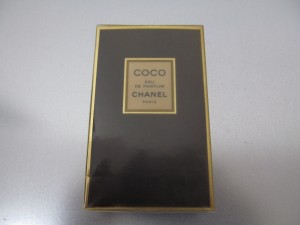 COCO
EAU
DE PARFUM
CHANEL
PARIS